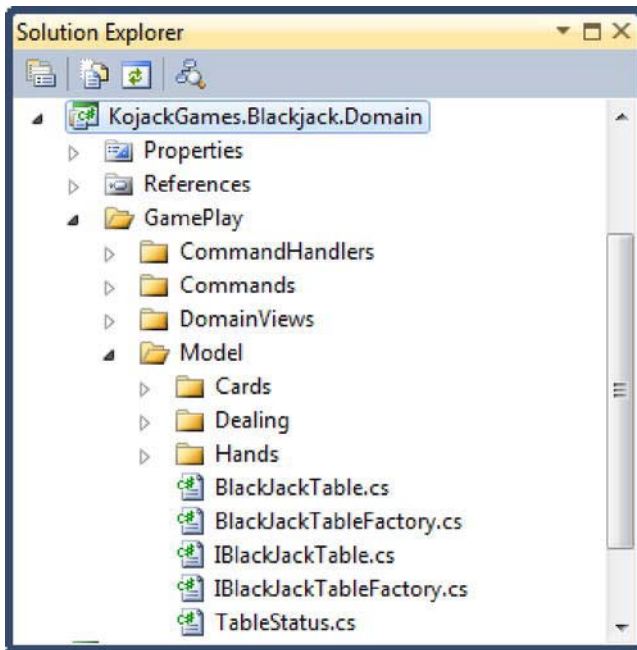 Solution Explorer
KojackGames.Blackjack.Domain
Properties
References
GamePlay
CommandHandlers
Commands
DomainViews
Model
Cards
Dealing
Hands
BlackJackTable.cs
BlackJackTableFactory.cs
IBlackJackTable.cs
IBlackJackTableFactory.cs
TableStatus.cs